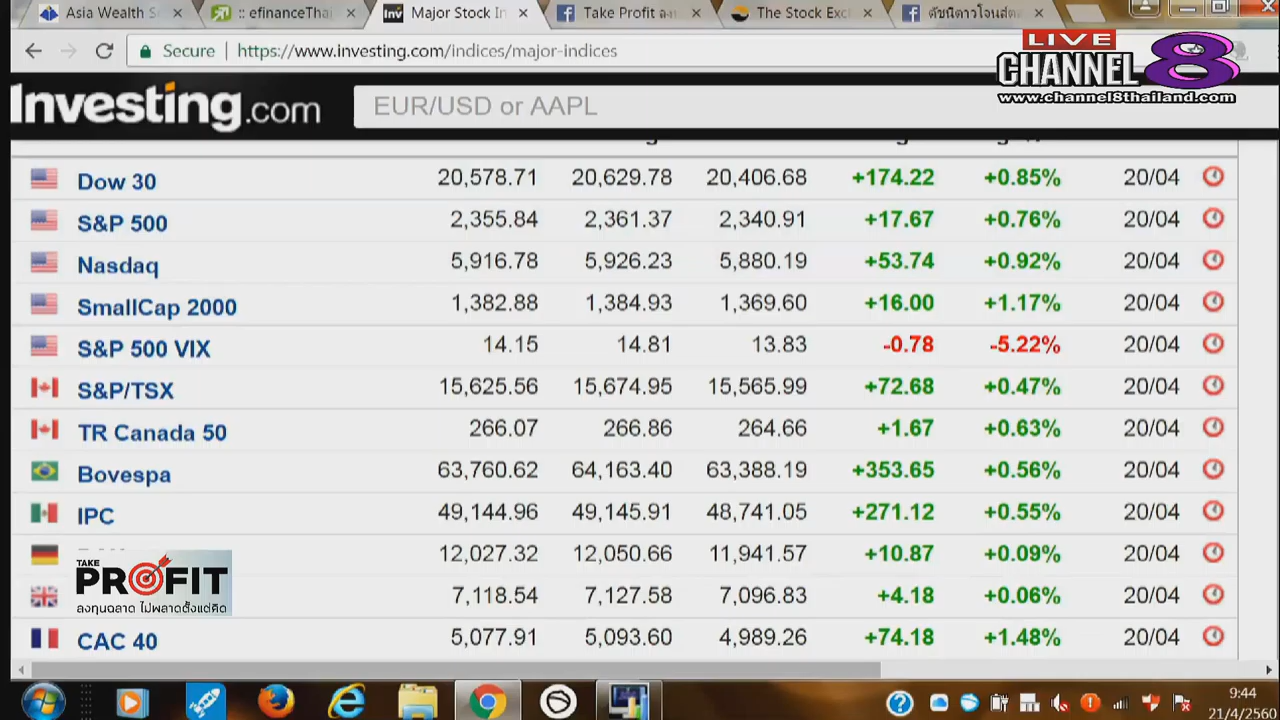 Asia Wealth S
:: efinanceThai
Major Stock In
Take Profit
The Stock Exc
LIVE
CHANNEL 8
www.channel8thailand.com
Secure https://www.investing.com/indices/major-indices
Investing.com EUR/USD or AAPL
Dow 30 20,578.71 20,629.78 20,406.68 +174.22 +0.85% 20/04
S&P 500 2,355.84 2,361.37 2,340.91 +17.67 +0.76% 20/04
Nasdaq 5,916.78 5,926.23 5,880.19 +53.74 +0.92% 20/04
SmallCap 2000 1,382.88 1,384.93 1,369.60 +16.00 +1.17% 20/04
S&P 500 VIX 14.15 14.81 13.83 -0.78 -5.22% 20/04
S&P/TSX 15,625.56 15,674.95 15,565.99 +72.68 +0.47% 20/04
TR Canada 50 266.07 266.86 264.66 +1.67 +0.63% 20/04
Bovespa 63,760.62 64,163.40 63,388.19 +353.65 +0.56% 20/04
IPC 49,144.96 49,145.91 48,741.05 +271.12 +0.55% 20/04
12,027.32 12,050.66 11,941.57 +10.87 +0.09% 20/04
7,118.54 7,127.58 7,096.83 +4.18 +0.06% 20/04
CAC 40 5,077.91 5,093.60 4,989.26 +74.18 +1.48% 20/04
TAKE
PROFIT
ลงทุนฉลาด ไม่พลาดตั้งแต่คิด
9:44
21/4/2560